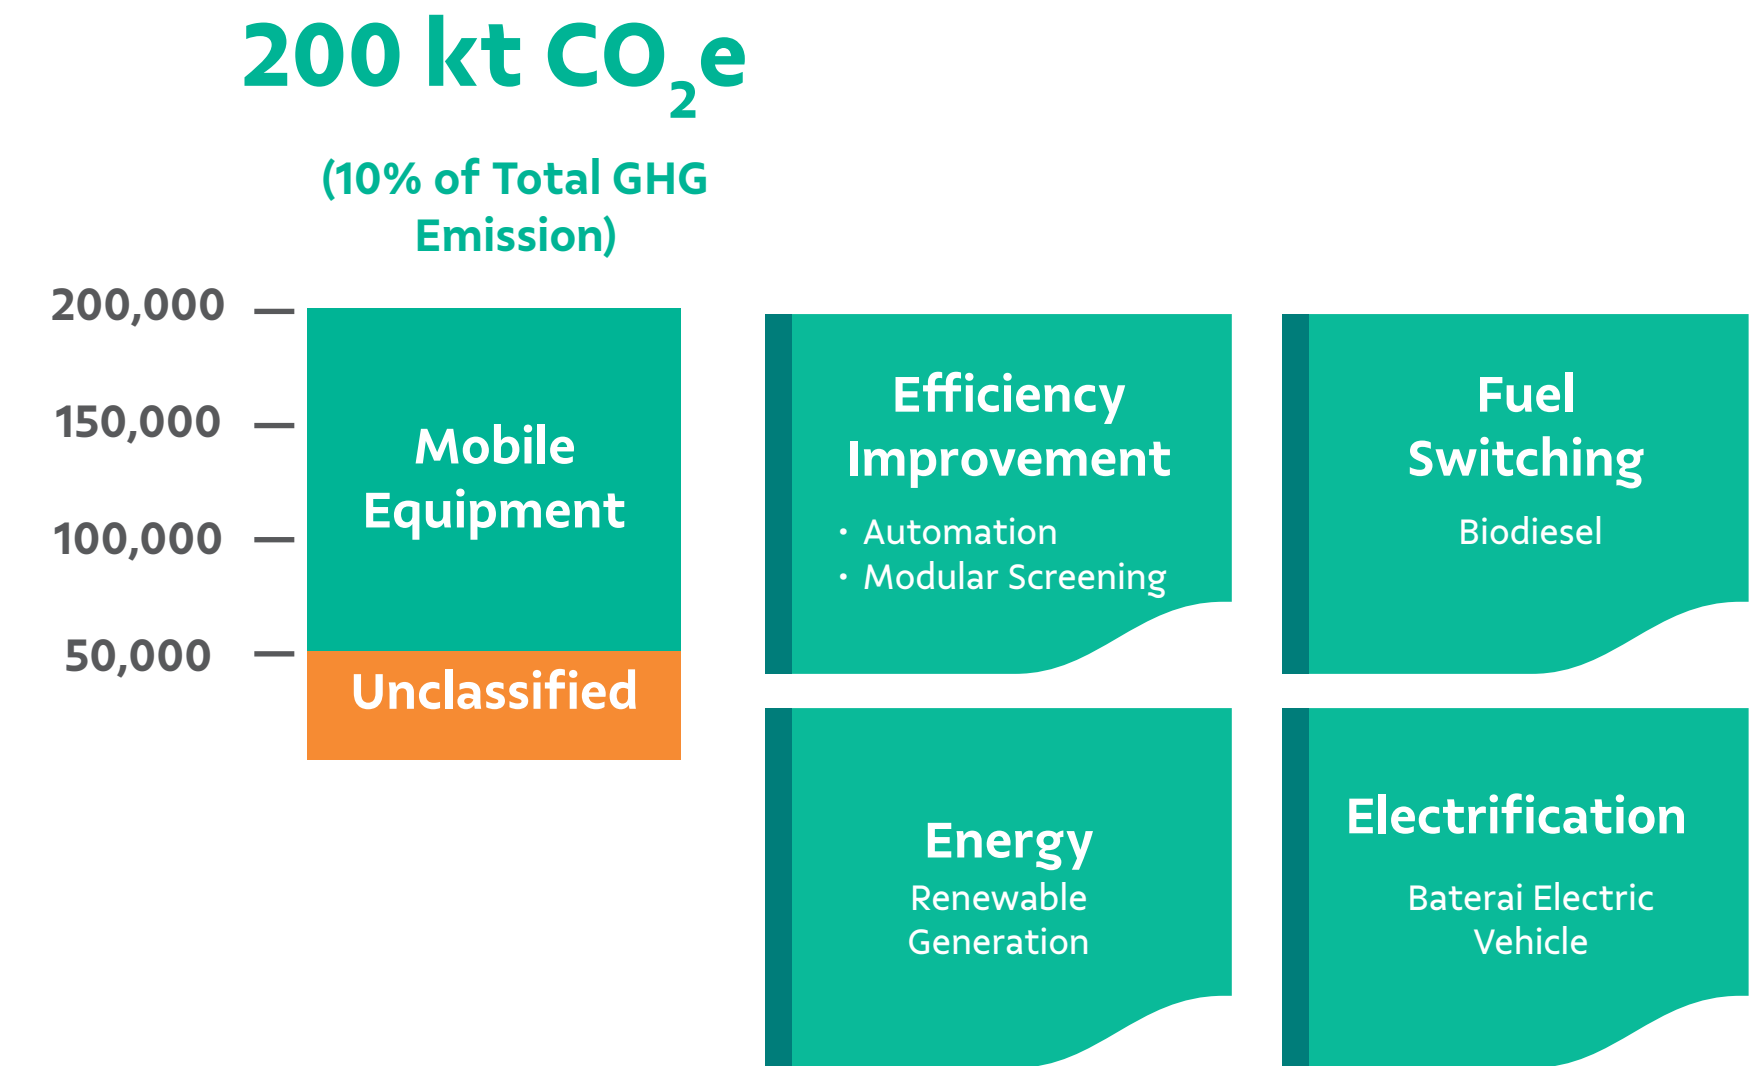 200 kt CO₂e
(10% of Total GHG
Emission)
200,000
150,000
100,000
50,000
Mobile
Equipment
Unclassified
Efficiency
Improvement
• Automation
• Modular Screening
Fuel
Switching
Biodiesel
Energy
Renewable
Generation
Electrification
Baterai Electric
Vehicle